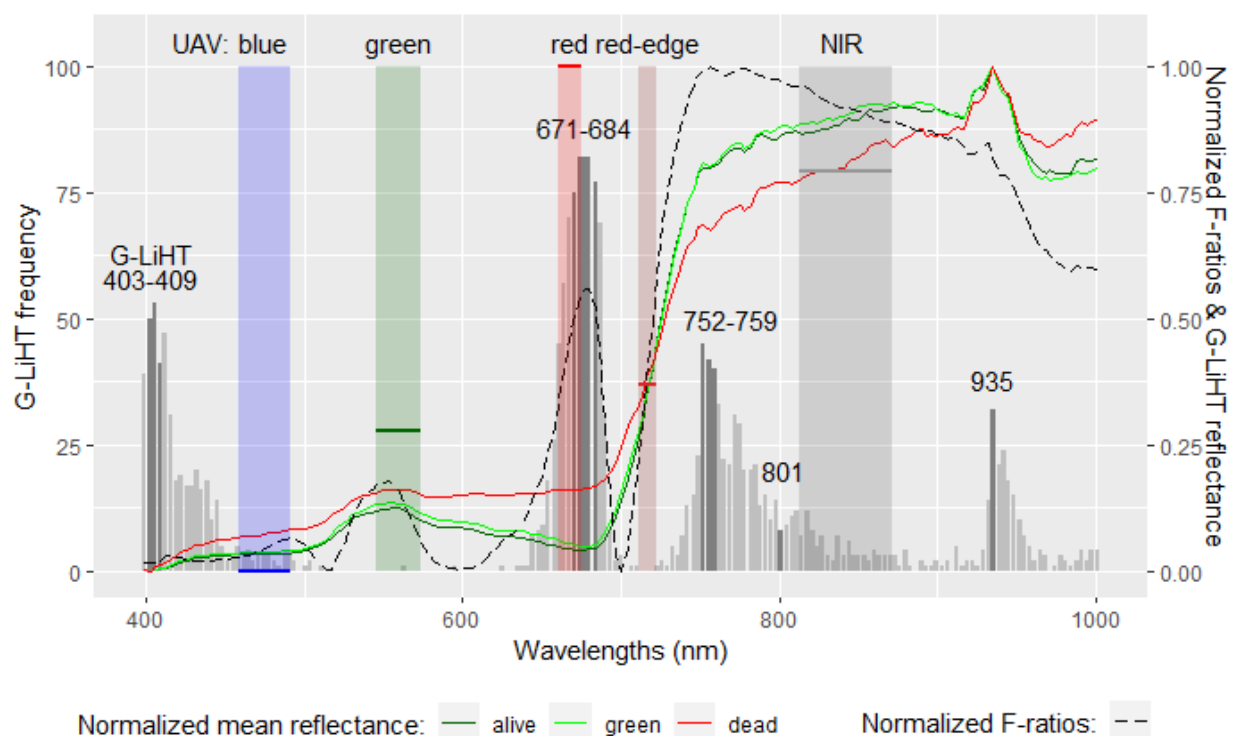 UAV: blue green red red-edge NIR
100
75
50
25
0
G-LiHT frequency
1.00
0.75
0.50
0.25
0.00
Normalized F-ratios & G-LiHT reflectance
671-684
G-LiHT
403-409
752-759
935
801
400 600 800 1000
Wavelengths (nm)
Normalized mean reflectance: alive green dead Normalized F-ratios: